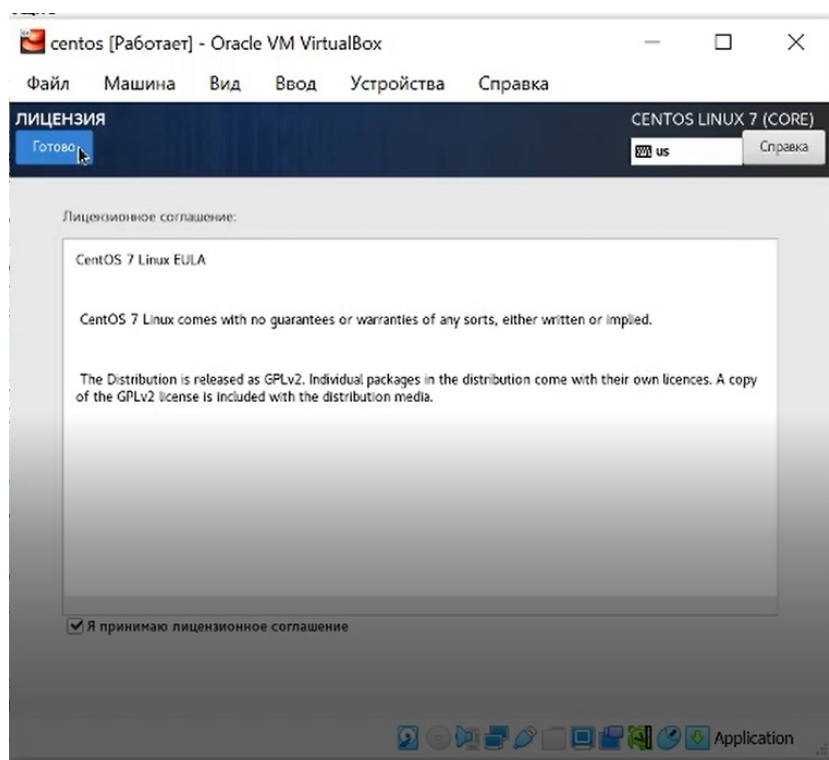 centos [Работает] - Oracle VM VirtualBox
Файл Машина Вид Ввод Устройства Справка
ЛИЦЕНЗИЯ
CENTOS LINUX 7 (CORE)
Готово
us
Справка
Лицензионное соглашение:
CentOS 7 Linux EULA
CentOS 7 Linux comes with no guarantees or warranties of any sorts, either written or implied.
The Distribution is released as GPLv2. Individual packages in the distribution come with their own licences. A copy
of the GPLv2 license is included with the distribution media.
Я принимаю лицензионное соглашение
Application